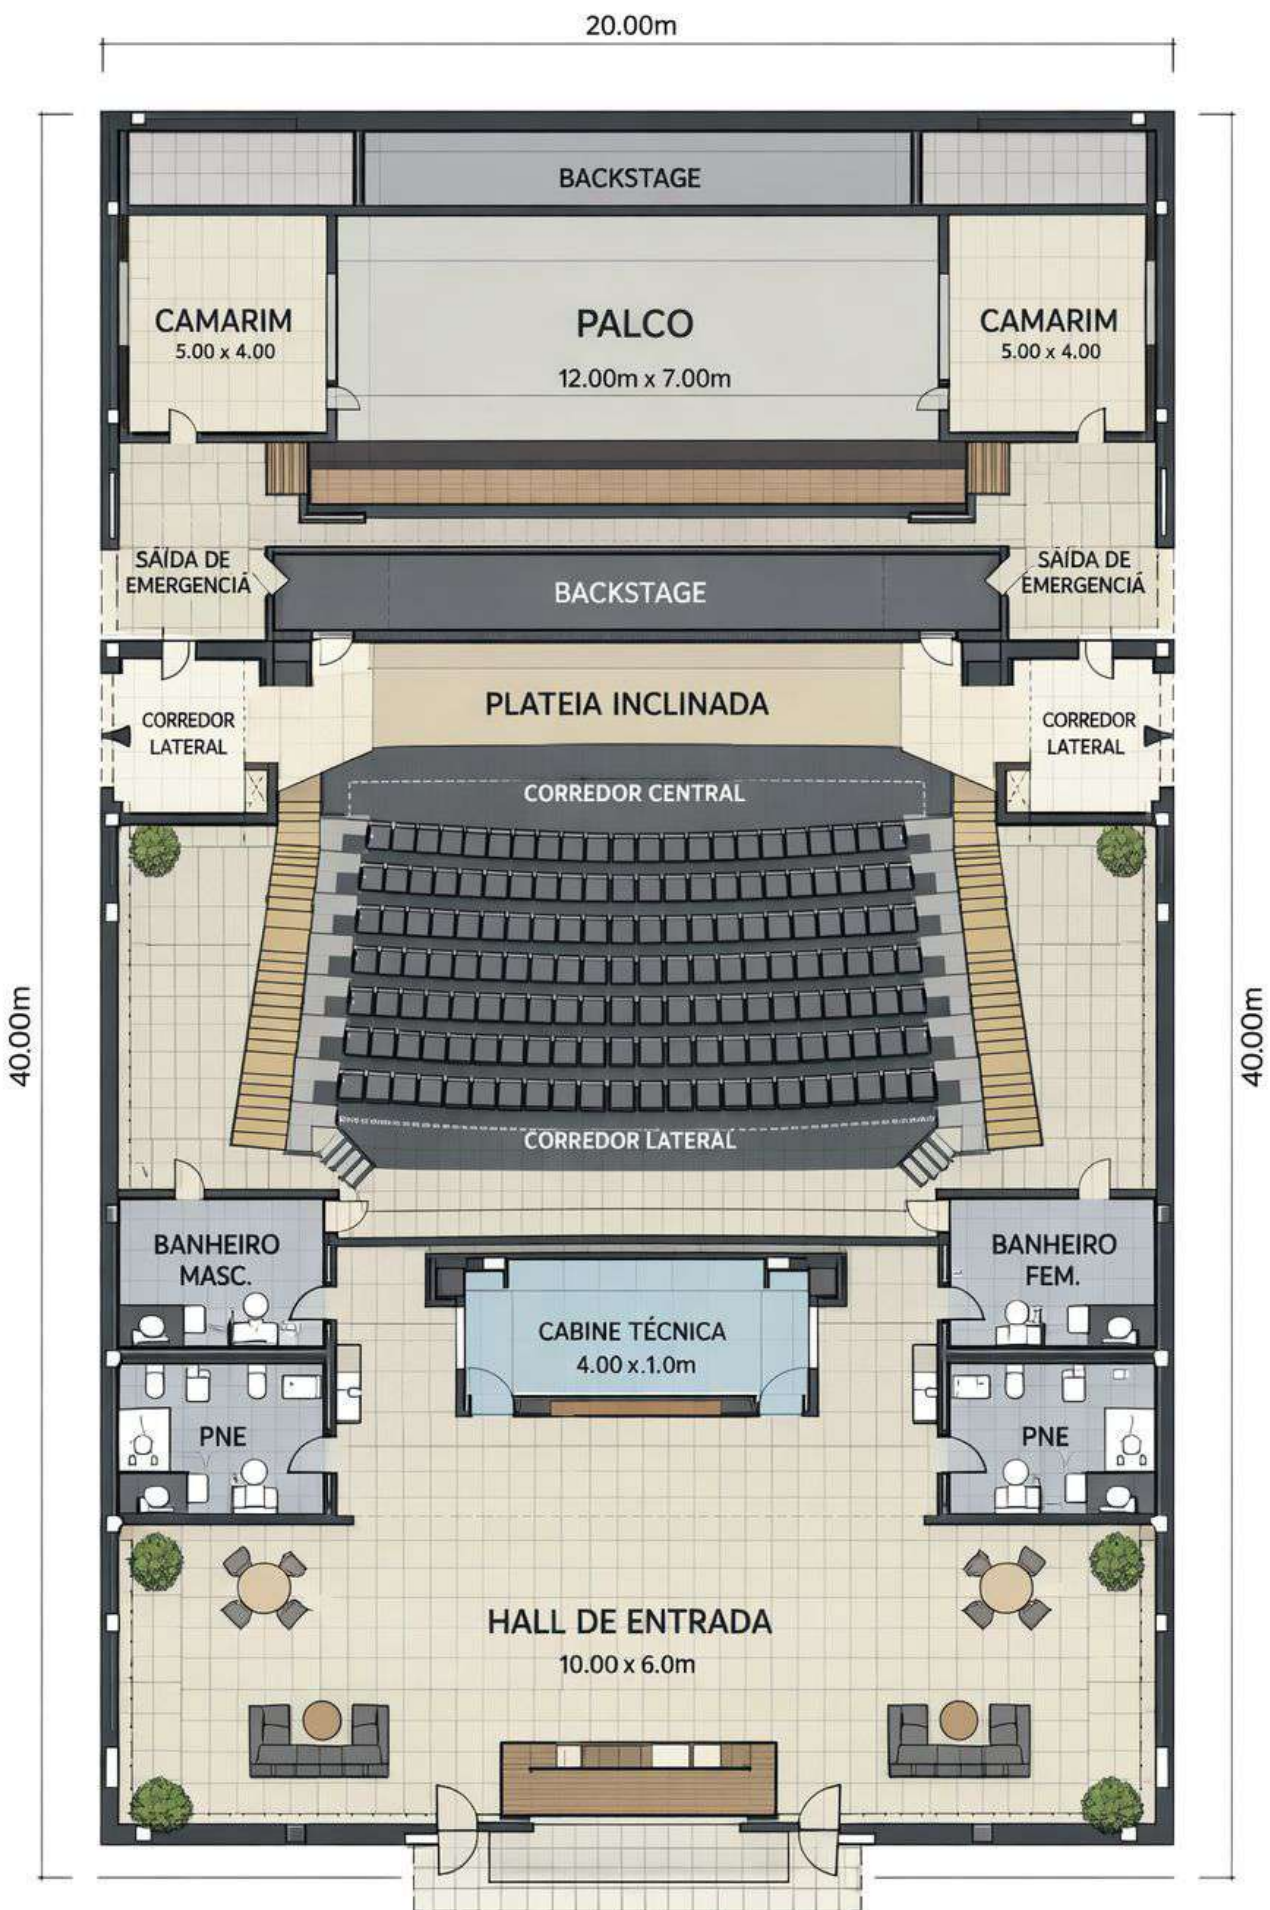 20.00m
BACKSTAGE
CAMARIM
5.00 x 4.00
PALCO
12.00m x 7.00m
CAMARIM
5.00 x 4.00
SÃÍDA DE
EMERGENCIÁ
BACKSTAGE
SÃÍDA DE
EMERGENCIÁ
PLATEIA INCLINADA
CORREDOR
LATERAL
CORREDOR
LATERAL
CORREDOR CENTRAL
40.00m
40.00m
CORREDOR LATERAL
BANHEIRO
MASC.
BANHEIRO
FEM.
CABINE TÉCNICA
4.00 x.1.0m
PNE
PNE
HALL DE ENTRADA
10.00 x 6.0m